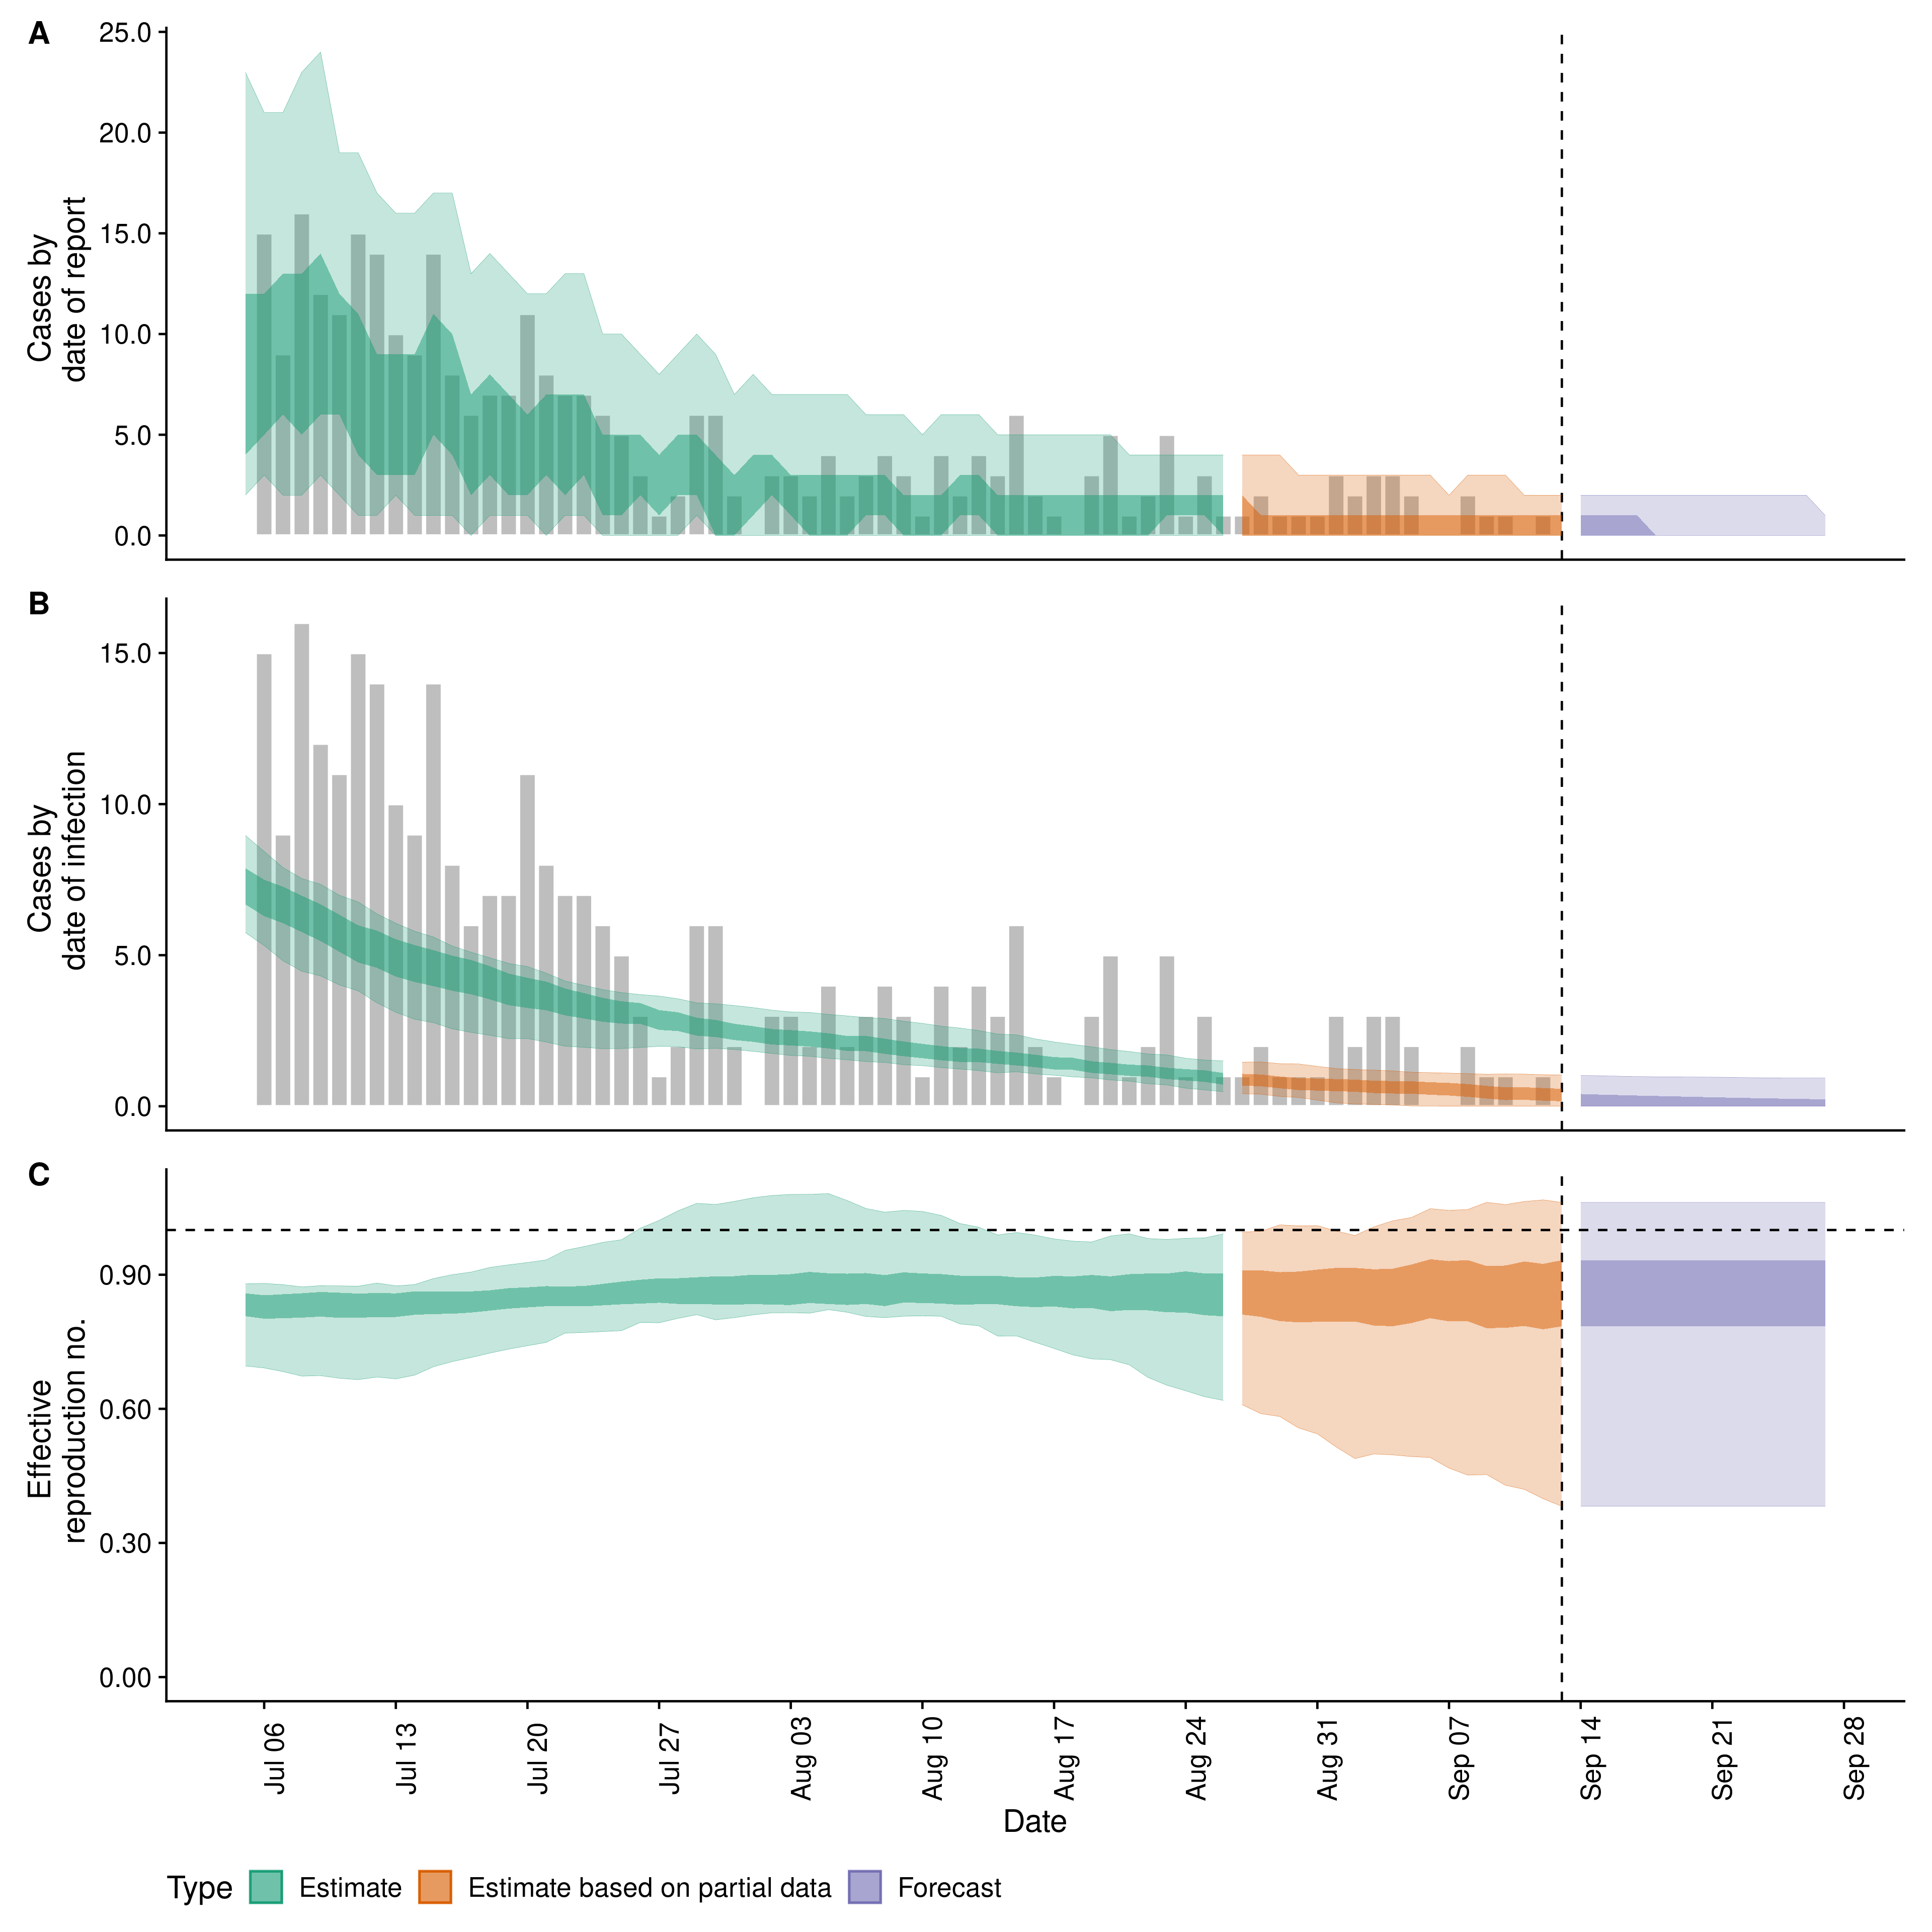 A
25.0
20.0
15.0
10.0
5.0
0.0
Cases by
date of report
B
15.0
10.0
5.0
0.0
Cases by
date of infection
C
0.90
0.60
0.30
0.00
Effective
reproduction no.
Jul 06
Jul 13
Jul 20
Jul 27
Aug 03
Aug 10
Aug 17
Aug 24
Aug 31
Sep 07
Sep 14
Sep 21
Sep 28
Date
Type Estimate Estimate based on partial data Forecast